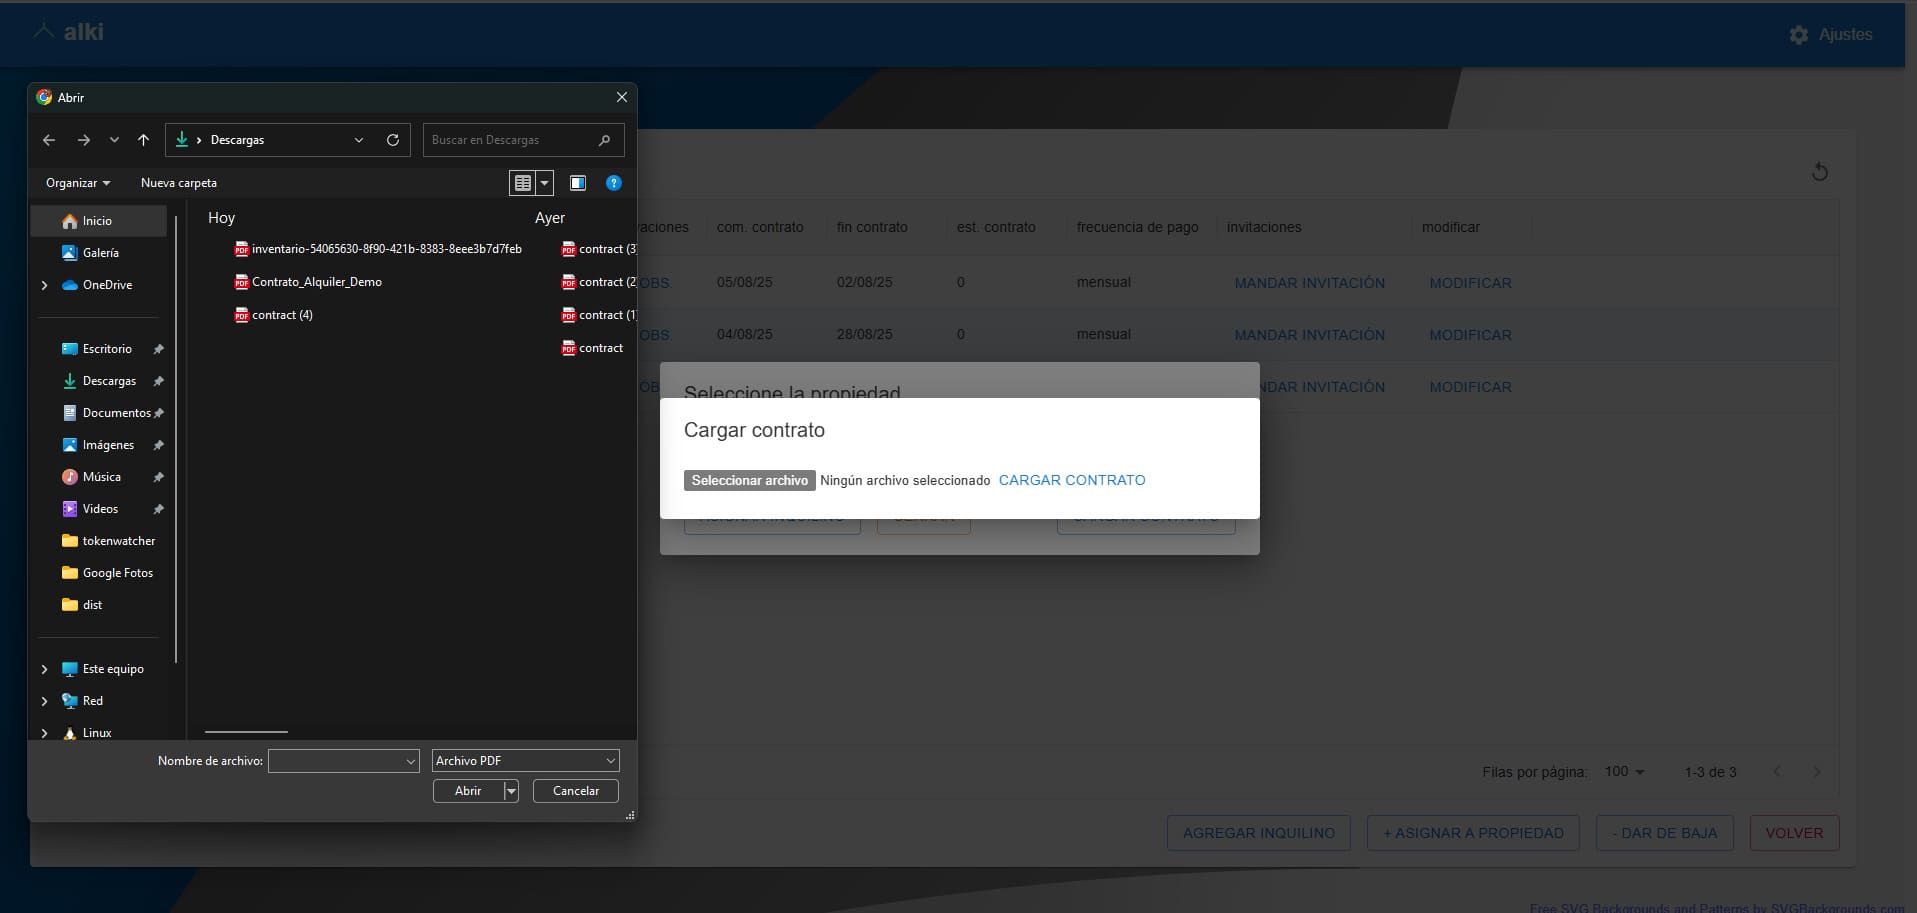 alki
Ajustes
Abrir
Descargas
Buscar en Descargas
Organizar
Nueva carpeta
Inicio
Galería
OneDrive
Escritorio
Descargas
Documentos
Imágenes
Música
Videos
tokenwatcher
Google Fotos
dist
Este equipo
Red
Linux
Hoy
inventario-54065630-8f90-421b-8383-8eee3b7d7feb
Contrato_Alquiler_Demo
contract (4)
Ayer
contract (3)
contract (2)
contract (1)
contract
Nombre de archivo:
Archivo PDF
Abrir
Cancelar
vaciones com. contrato fin contrato est. contrato frecuencia de pago invitaciones modificar
OBS. 05/08/25 02/08/25 0 mensual MANDAR INVITACIÓN MODIFICAR
OBS. 04/08/25 28/08/25 0 mensual MANDAR INVITACIÓN MODIFICAR
OB NDAR INVITACIÓN MODIFICAR
Seleccione la propiedad
Cargar contrato
Seleccionar archivo Ningún archivo seleccionado CARGAR CONTRATO
ASIGNAR INQUILINO CERRAR CARGAR CONTRATO
Filas por página: 100 1-3 de 3
AGREGAR INQUILINO + ASIGNAR A PROPIEDAD - DAR DE BAJA VOLVER
Free SVG Backgrounds and Patterns by SVGBackgrounds.com